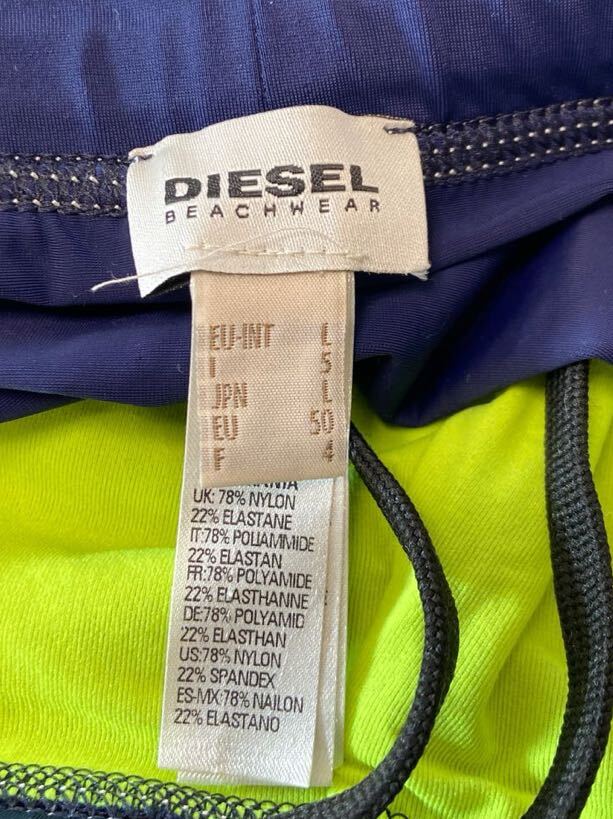 DIESEL
BEACHWEAR
EU-INT L
I 5
JPN L
EU 50
F 4
UK: 78% NYLON
22% ELASTANE
IT:78% POLIAMMIDE
22% ELASTAN
FR:78% POLYAMIDE
22% ELASTHANNE
DE:78% POLYAMID
22% ELASTHAN
US:78% NYLON
22% SPANDEX
ES-MX:78% NAILON
22% ELASTANO